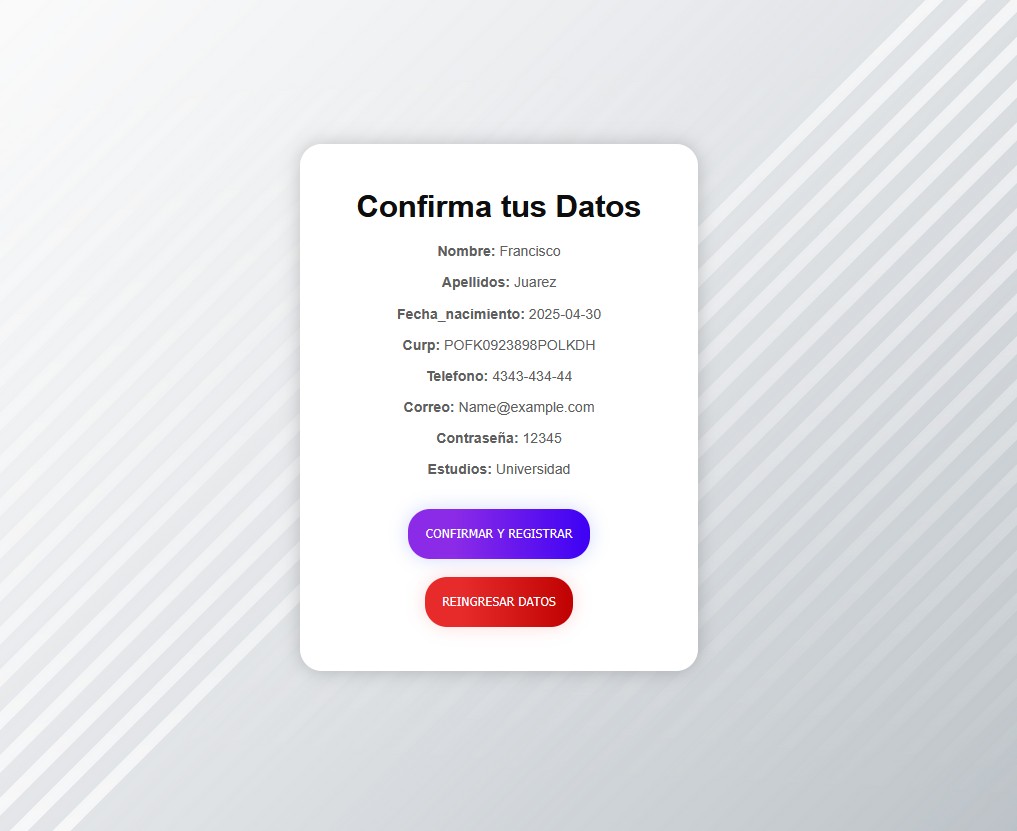 Confirma tus Datos
Nombre: Francisco
Apellidos: Juarez
Fecha_nacimiento: 2025-04-30
Curp: POFK0923898POLKDH
Telefono: 4343-434-44
Correo: Name@example.com
Contraseña: 12345
Estudios: Universidad
CONFIRMAR Y REGISTRAR
REINGRESAR DATOS